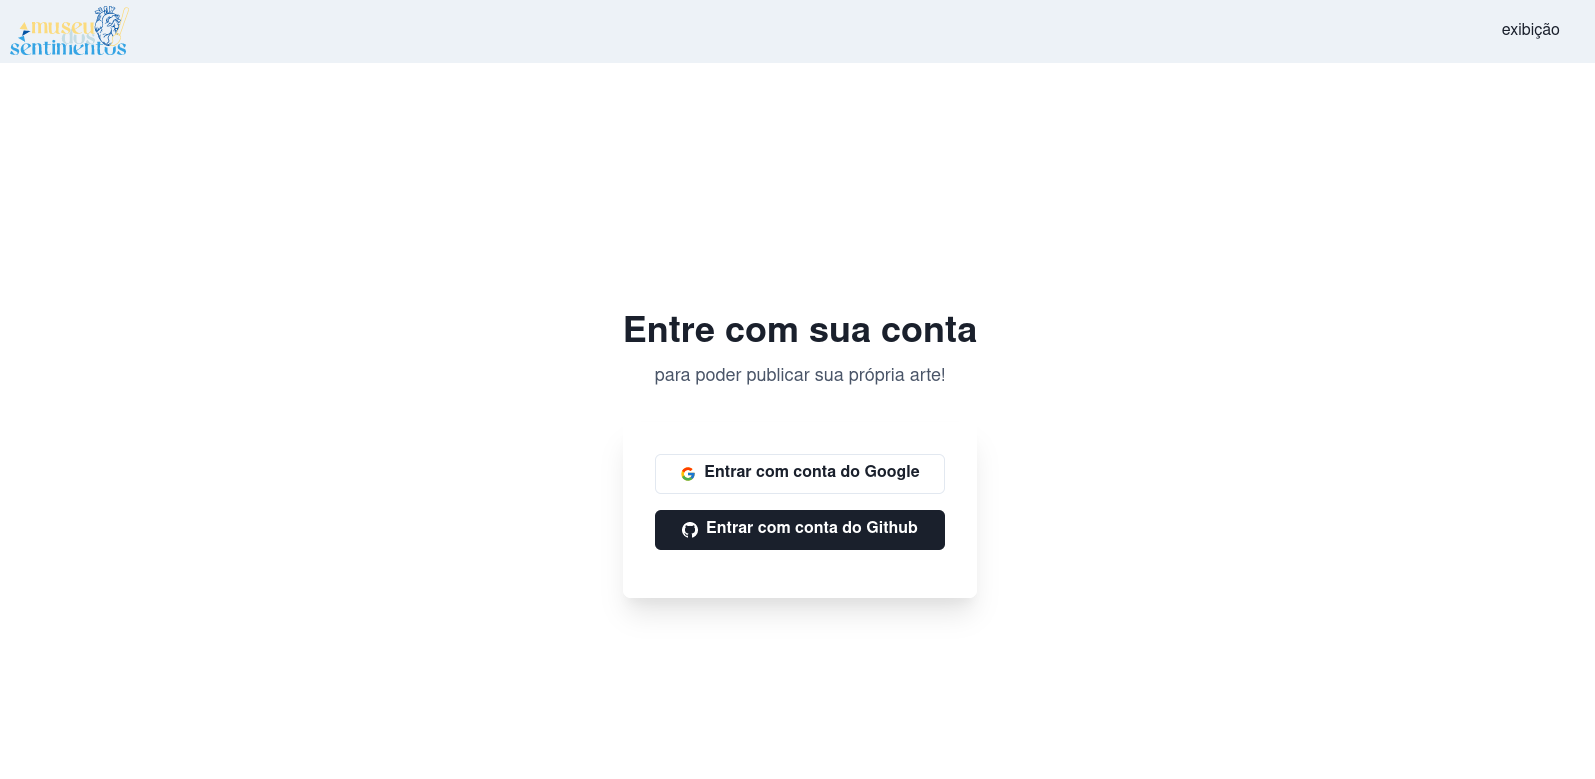 museu
dos
sentimentos
exibição
Entre com sua conta
para poder publicar sua própria arte!
Entrar com conta do Google
Entrar com conta do Github